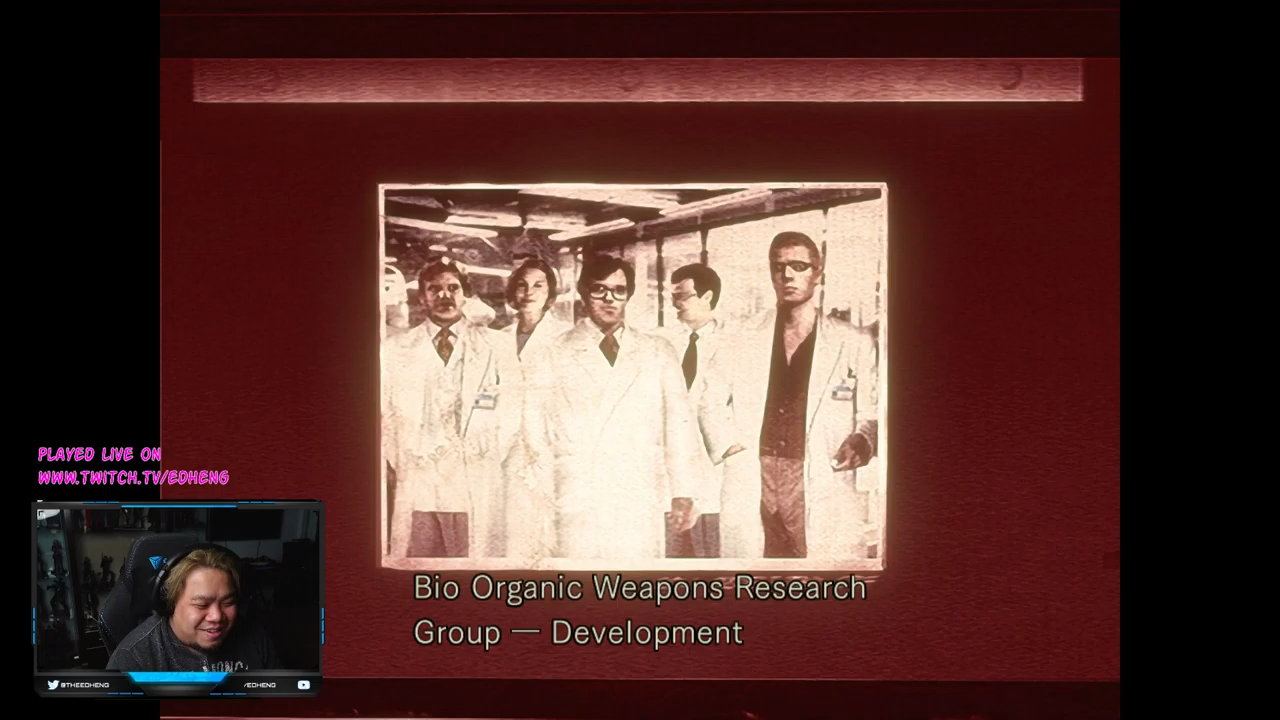 PLAYED LIVE ON
WWW.TWITCH.TV/EDHENG
Bio Organic Weapons Research
Group — Development
@THEEDHENG
/EDHENG